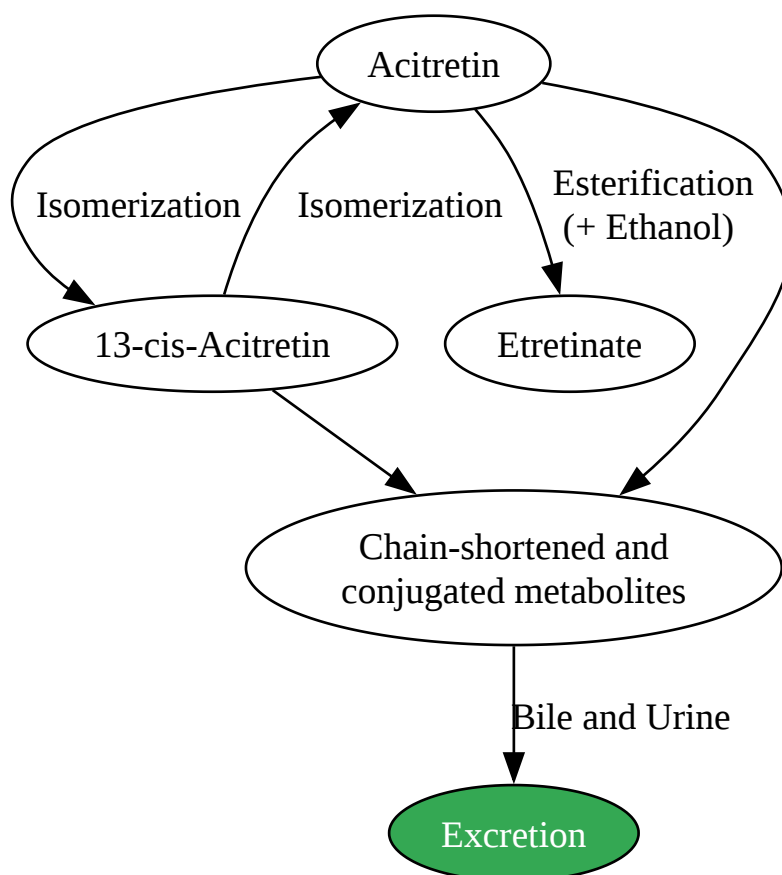 Acitretin
Esterification
Isomerization
Isomerization
(+ Ethanol)
13-cis-Acitretin
Etretinate
Chain-shortened and
conjugated metabolites
Bile and Urine
Excretion